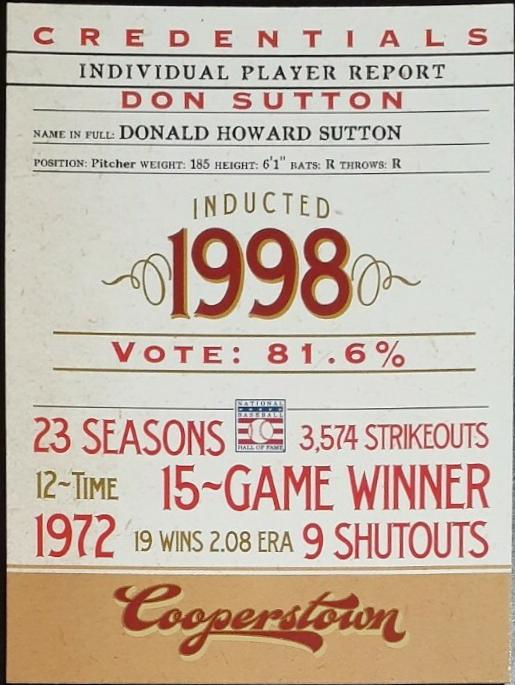 CREDENTIALS
INDIVIDUAL PLAYER REPORT
DON SUTTON
NAME IN FULL: DONALD HOWARD SUTTON
POSITION: Pitcher WEIGHT: 185 HEIGHT: 6'1" BATS: R THROWS: R
INDUCTED
1998
VOTE: 81.6%
NATIONAL
BASEBALL
HALL OF FAME
23 SEASONS 3,574 STRIKEOUTS
12~TIME 15~GAME WINNER
1972 19 WINS 2.08 ERA 9 SHUTOUTS
Cooperstown